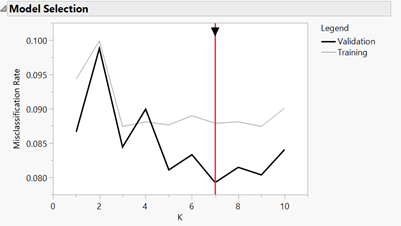 Model Selection
Legend
Validation
Training
Misclassification Rate
0.100
0.095
0.090
0.085
0.080
0 2 4 6 8 10
K